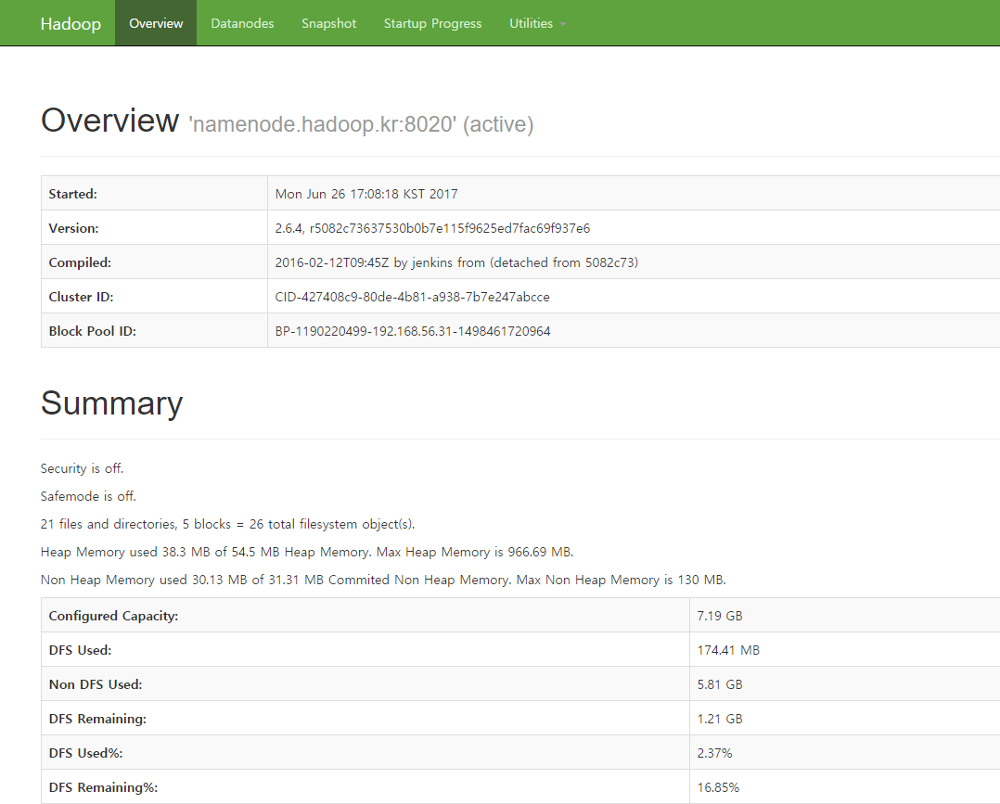 Hadoop Overview Datanodes Snapshot Startup Progress Utilities
Overview 'namenode.hadoop.kr:8020' (active)
Started: Mon Jun 26 17:08:18 KST 2017
Version: 2.6.4, r5082c73637530b0b7e115f9625ed7fac69f937e6
Compiled: 2016-02-12T09:45Z by jenkins from (detached from 5082c73)
Cluster ID: CID-427408c9-80de-4b81-a938-7b7e247abcce
Block Pool ID: BP-1190220499-192.168.56.31-1498461720964
Summary
Security is off.
Safemode is off.
21 files and directories, 5 blocks = 26 total filesystem object(s).
Heap Memory used 38.3 MB of 54.5 MB Heap Memory. Max Heap Memory is 966.69 MB.
Non Heap Memory used 30.13 MB of 31.31 MB Commited Non Heap Memory. Max Non Heap Memory is 130 MB.
Configured Capacity: 7.19 GB
DFS Used: 174.41 MB
Non DFS Used: 5.81 GB
DFS Remaining: 1.21 GB
DFS Used%: 2.37%
DFS Remaining%: 16.85%